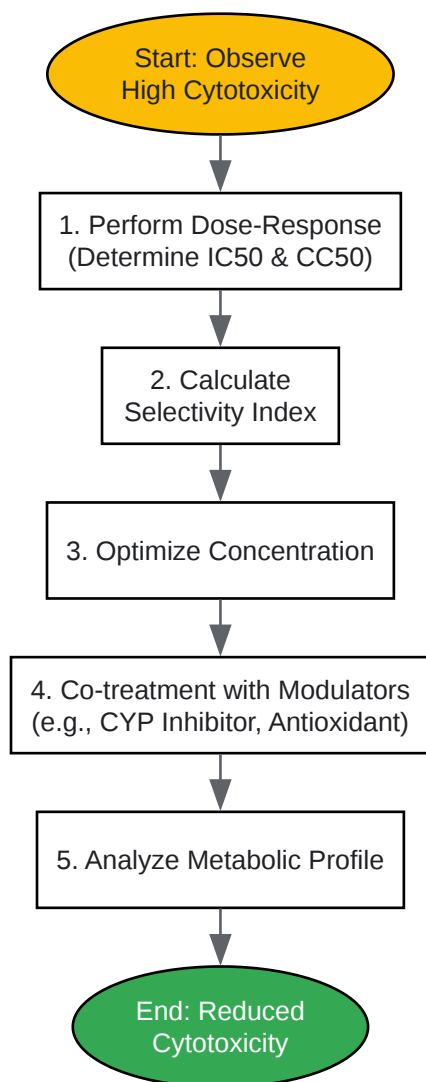 Start: Observe
High Cytotoxicity
1. Perform Dose-Response
(Determine IC50 & CC50)
2. Calculate
Selectivity Index
3. Optimize Concentration
4. Co-treatment with Modulators
(e.g., CYP Inhibitor, Antioxidant)
5. Analyze Metabolic Profile
End: Reduced
Cytotoxicity